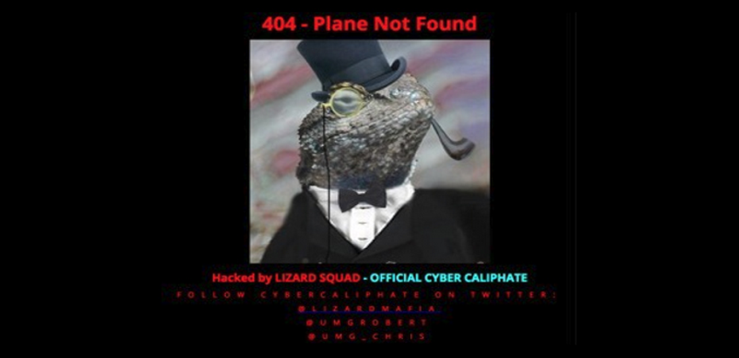 404 - Plane Not Found
Hacked by LIZARD SQUAD - OFFICIAL CYBER CALIPHATE
FOLLOW CYBERCALIPHATE ON TWITTER:
@LIZARDMAFIA
@UMGROBERT
@UMG_CHRIS